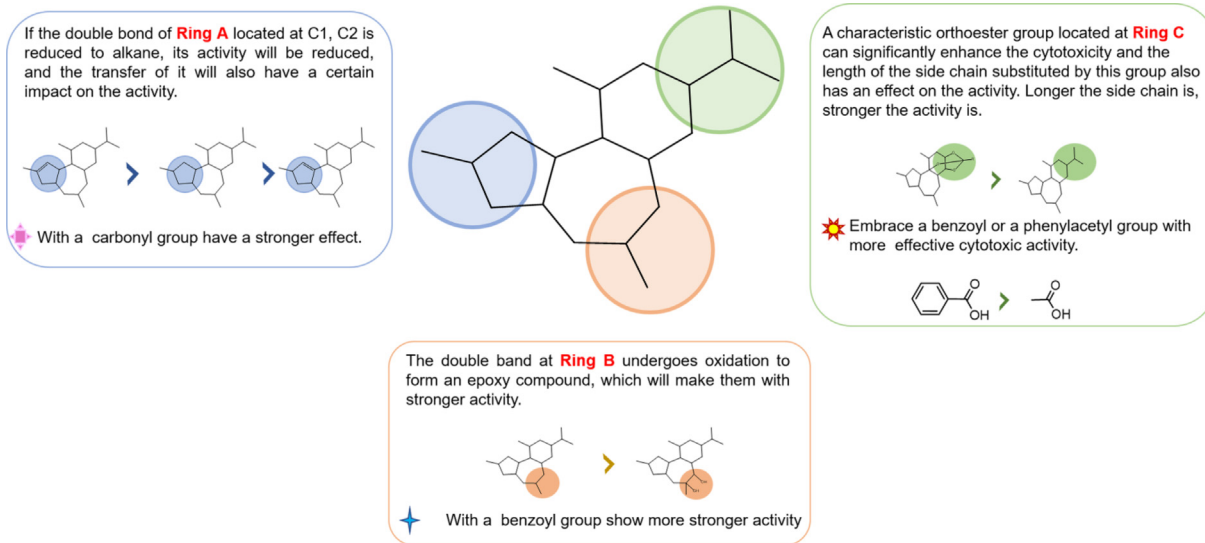 If the double bond of Ring A located at C1, C2 is
reduced to alkane, its activity will be reduced,
and the transfer of it will also have a certain
impact on the activity.
With a carbonyl group have a stronger effect.
A characteristic orthoester group located at Ring C
can significantly enhance the cytotoxicity and the
length of the side chain substituted by this group also
has an effect on the activity. Longer the side chain is,
stronger the activity is.
Embrace a benzoyl or a phenylacetyl group with
more effective cytotoxic activity.
O
OH
O
OH
The double band at Ring B undergoes oxidation to
form an epoxy compound, which will make them with
stronger activity.
With a benzoyl group show more stronger activity